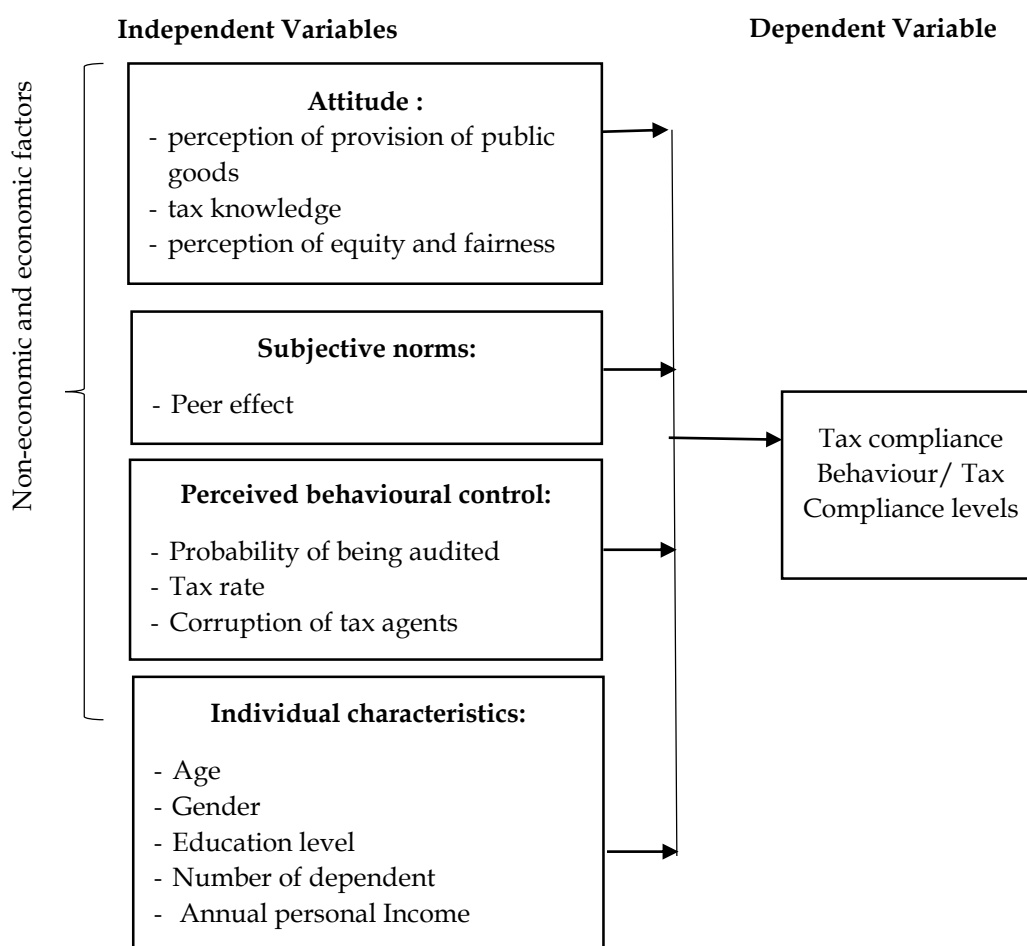 Independent Variables
Dependent Variable
Non-economic and economic factors
Attitude :
- perception of provision of public
goods
- tax knowledge
- perception of equity and fairness
Subjective norms:
- Peer effect
Perceived behavioural control:
- Probability of being audited
- Tax rate
- Corruption of tax agents
Individual characteristics:
- Age
- Gender
- Education level
- Number of dependent
- Annual personal Income
Tax compliance
Behaviour/ Tax
Compliance levels